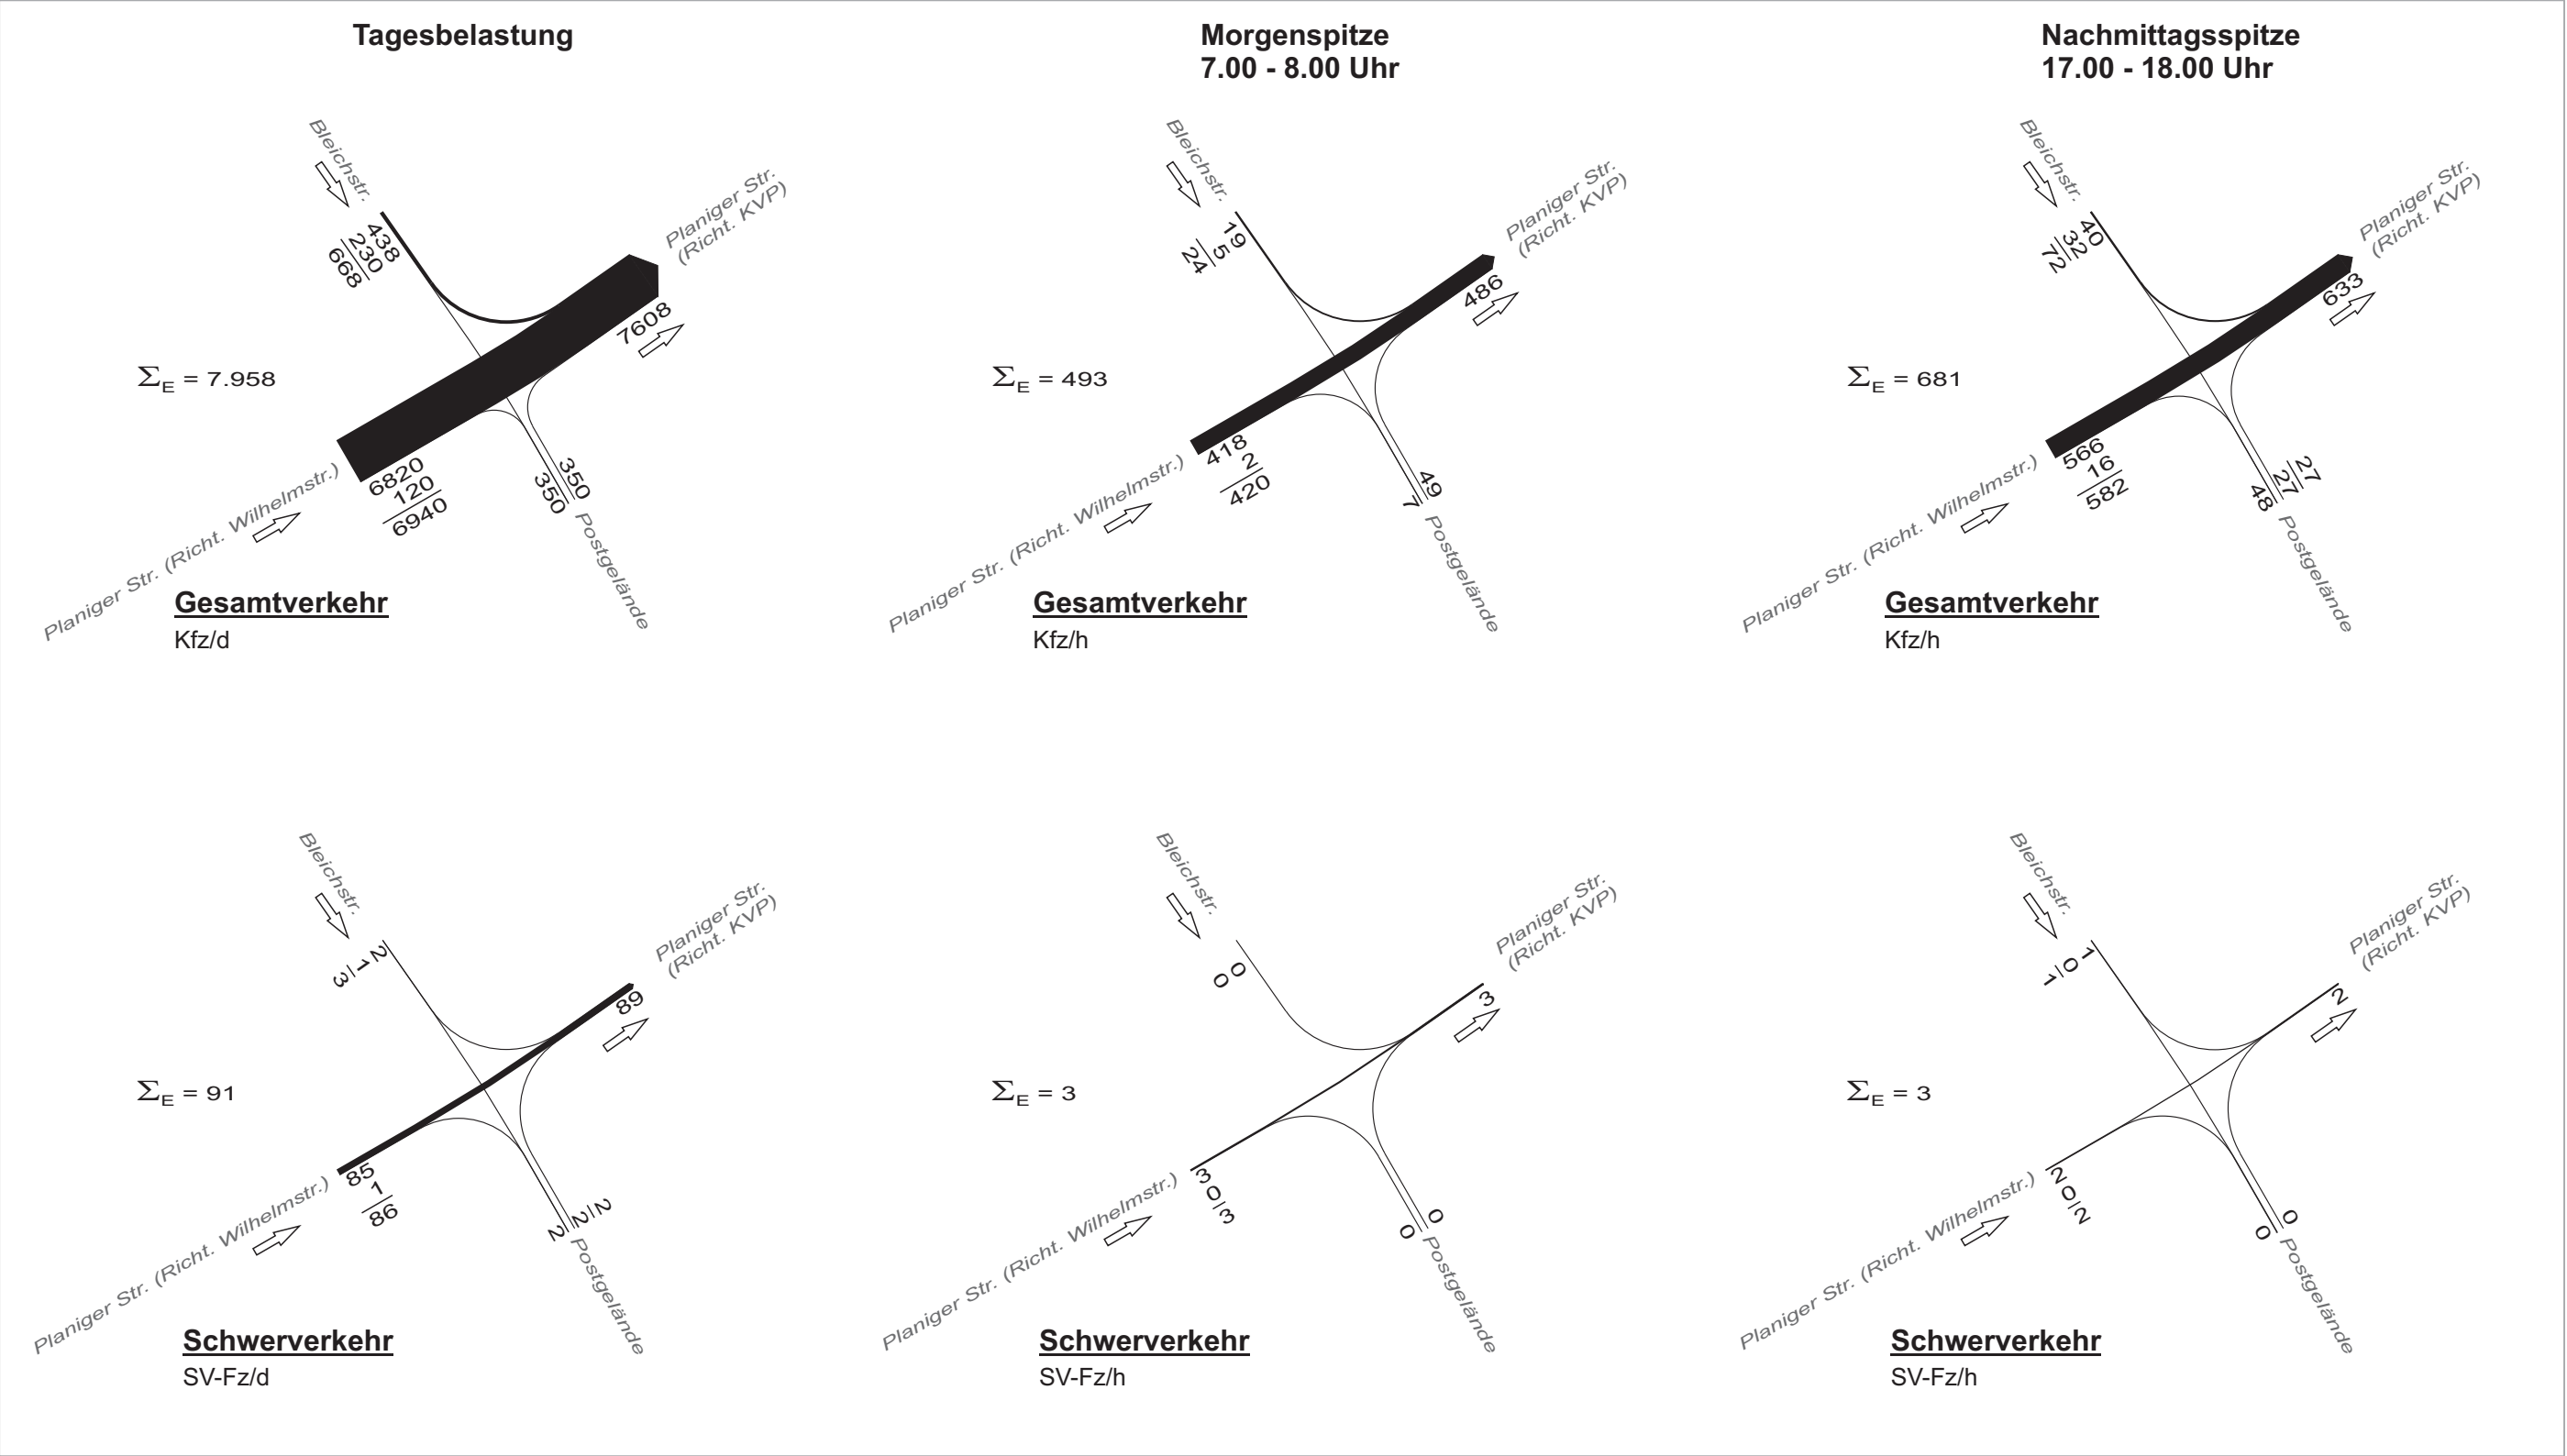 Tagesbelastung
Bleichstr.
438
230
668
Planiger Str.
(Richt. KVP)
7608
ΣE = 7.958
6820
120
6940
Planiger Str. (Richt. Wilhelmstr.)
350
350
Postgelände
Gesamtverkehr
Kfz/d
Morgenspitze
7.00 - 8.00 Uhr
Bleichstr.
19
5
24
Planiger Str.
(Richt. KVP)
486
ΣE = 493
418
2
420
Planiger Str. (Richt. Wilhelmstr.)
49
7
Postgelände
Gesamtverkehr
Kfz/h
Nachmittagsspitze
17.00 - 18.00 Uhr
Bleichstr.
40
32
72
Planiger Str.
(Richt. KVP)
633
ΣE = 681
566
16
582
Planiger Str. (Richt. Wilhelmstr.)
27
27
48
Postgelände
Gesamtverkehr
Kfz/h
Bleichstr.
2
1
3
Planiger Str.
(Richt. KVP)
89
ΣE = 91
85
1
86
Planiger Str. (Richt. Wilhelmstr.)
2
2
2
Postgelände
Schwerverkehr
SV-Fz/d
Bleichstr.
0
0
Planiger Str.
(Richt. KVP)
3
ΣE = 3
3
0
3
Planiger Str. (Richt. Wilhelmstr.)
0
0
Postgelände
Schwerverkehr
SV-Fz/h
Bleichstr.
1
0
1
Planiger Str.
(Richt. KVP)
2
ΣE = 3
2
0
2
Planiger Str. (Richt. Wilhelmstr.)
0
0
Postgelände
Schwerverkehr
SV-Fz/h